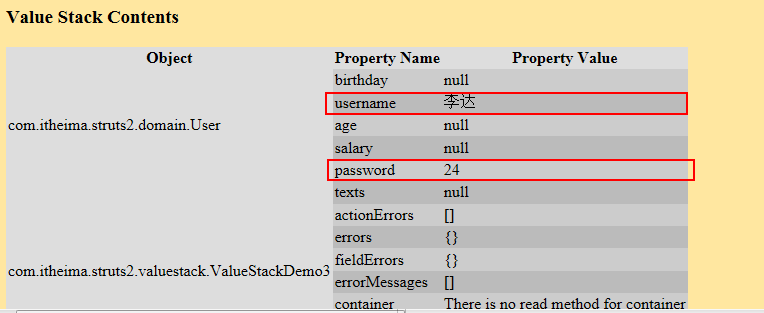 Value Stack Contents
Object Property Name Property Value
com.itheima.struts2.domain.User
birthday null
username 李达
age null
salary null
password 24
com.itheima.struts2.valuestack.ValueStackDemo3
texts null
actionErrors []
errors {}
fieldErrors {}
errorMessages []
container There is no read method for container